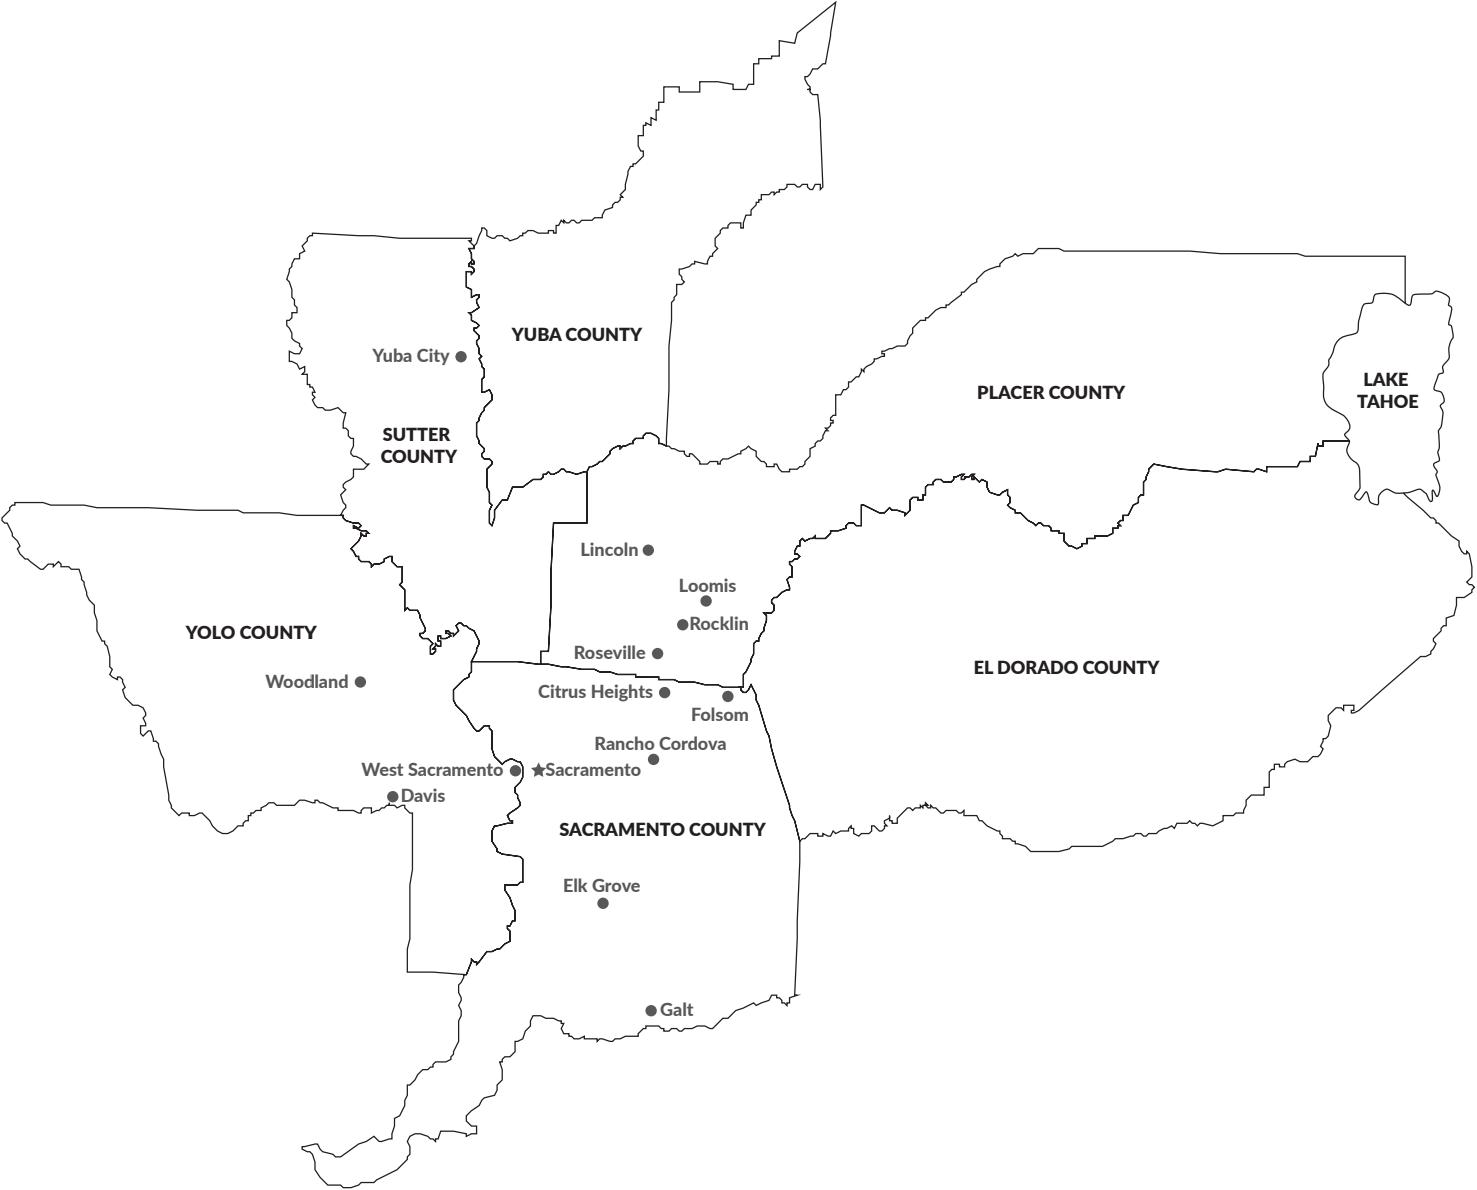 YUBA COUNTY
Yuba City
PLACER COUNTY
LAKE
TAHOE
SUTTER
COUNTY
Lincoln
Loomis
Rocklin
YOLO COUNTY
Roseville
EL DORADO COUNTY
Woodland
Citrus Heights
Folsom
Rancho Cordova
West Sacramento
Sacramento
Davis
SACRAMENTO COUNTY
Elk Grove
Galt